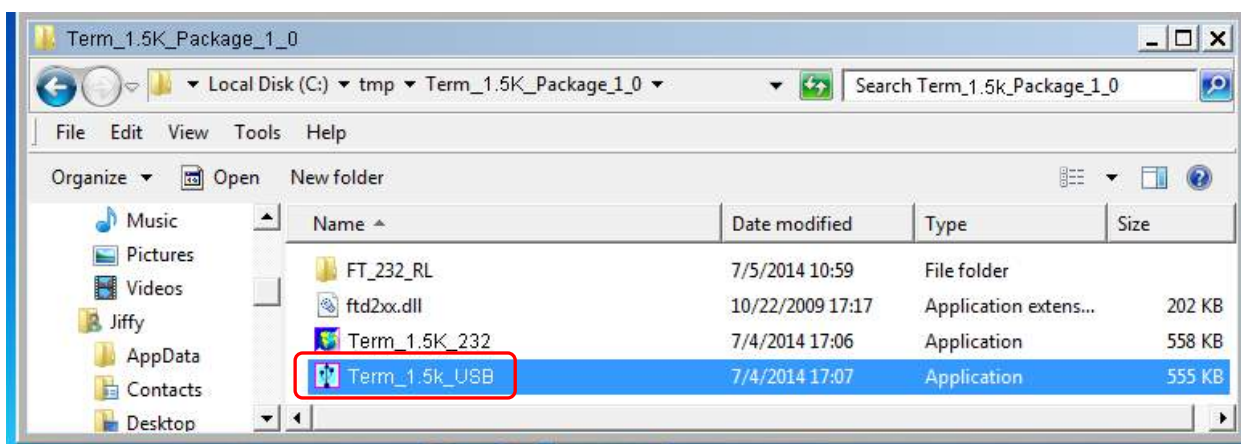 Term_1.5K_Package_1_0
Local Disk (C:) tmp Term_1.5K_Package_1_0
Search Term_1.5k_Package_1_0
File Edit View Tools Help
Organize Open New folder
Music
Pictures
Videos
Jiffy
AppData
Contacts
Desktop
Name Date modified Type Size
FT_232_RL 7/5/2014 10:59 File folder
ftd2xx.dll 10/22/2009 17:17 Application extens... 202 KB
Term_1.5K_232 7/4/2014 17:06 Application 558 KB
Term_1.5k_USB 7/4/2014 17:07 Application 555 KB